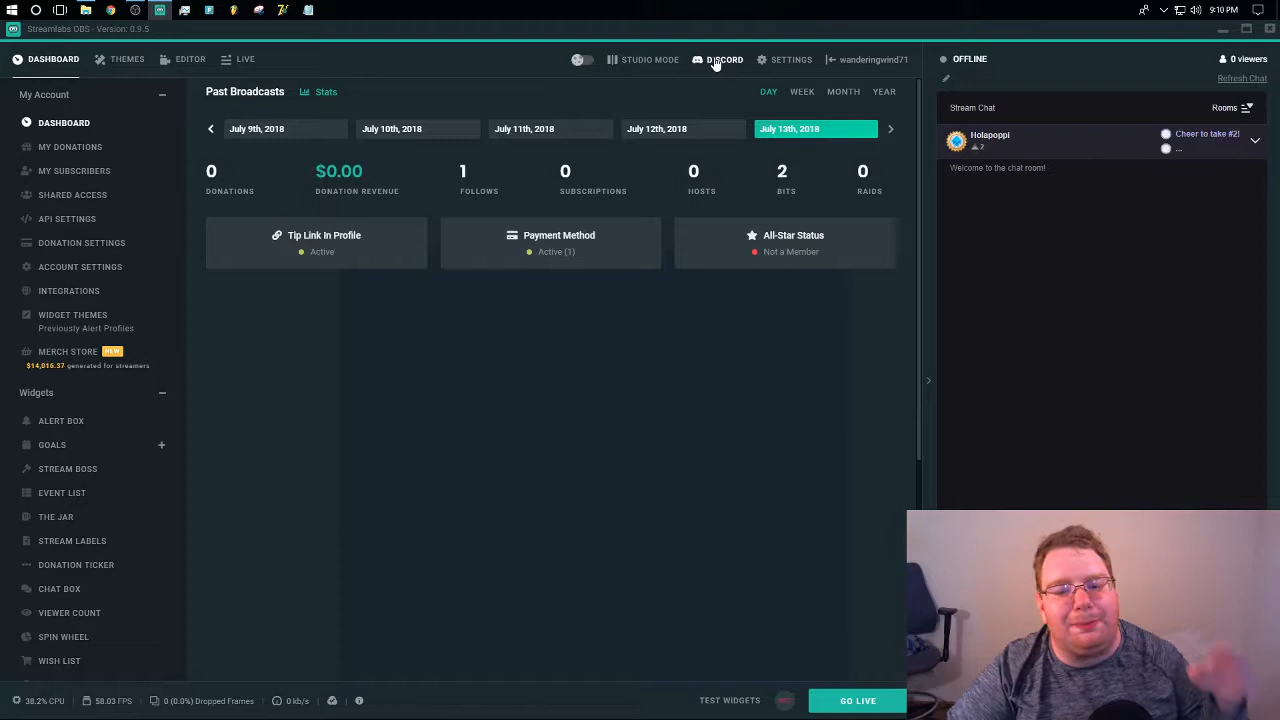 9:10 PM
Streamlabs OBS - Version: 0.9.5
DASHBOARD THEMES EDITOR LIVE STUDIO MODE DISCORD SETTINGS wanderingwind71
OFFLINE 0 viewers
Refresh Chat
My Account
DASHBOARD
MY DONATIONS
MY SUBSCRIBERS
SHARED ACCESS
API SETTINGS
DONATION SETTINGS
ACCOUNT SETTINGS
INTEGRATIONS
WIDGET THEMES
Previously Alert Profiles
MERCH STORE NEW
$14,016.37 generated for streamers
Widgets
ALERT BOX
GOALS
STREAM BOSS
EVENT LIST
THE JAR
STREAM LABELS
DONATION TICKER
CHAT BOX
VIEWER COUNT
SPIN WHEEL
WISH LIST
Past Broadcasts Stats DAY WEEK MONTH YEAR
July 9th, 2018 July 10th, 2018 July 11th, 2018 July 12th, 2018 July 13th, 2018
0 $0.00 1 0 0 2 0
DONATIONS DONATION REVENUE FOLLOWS SUBSCRIPTIONS HOSTS BITS RAIDS
Tip Link In Profile Payment Method All-Star Status
Active Active (1) Not a Member
Stream Chat Rooms
Holapoppi Cheer to take #2!
2 ...
Welcome to the chat room!
38.2% CPU 58.03 FPS 0 (0.0%) Dropped Frames 0 kb/s TEST WIDGETS GO LIVE